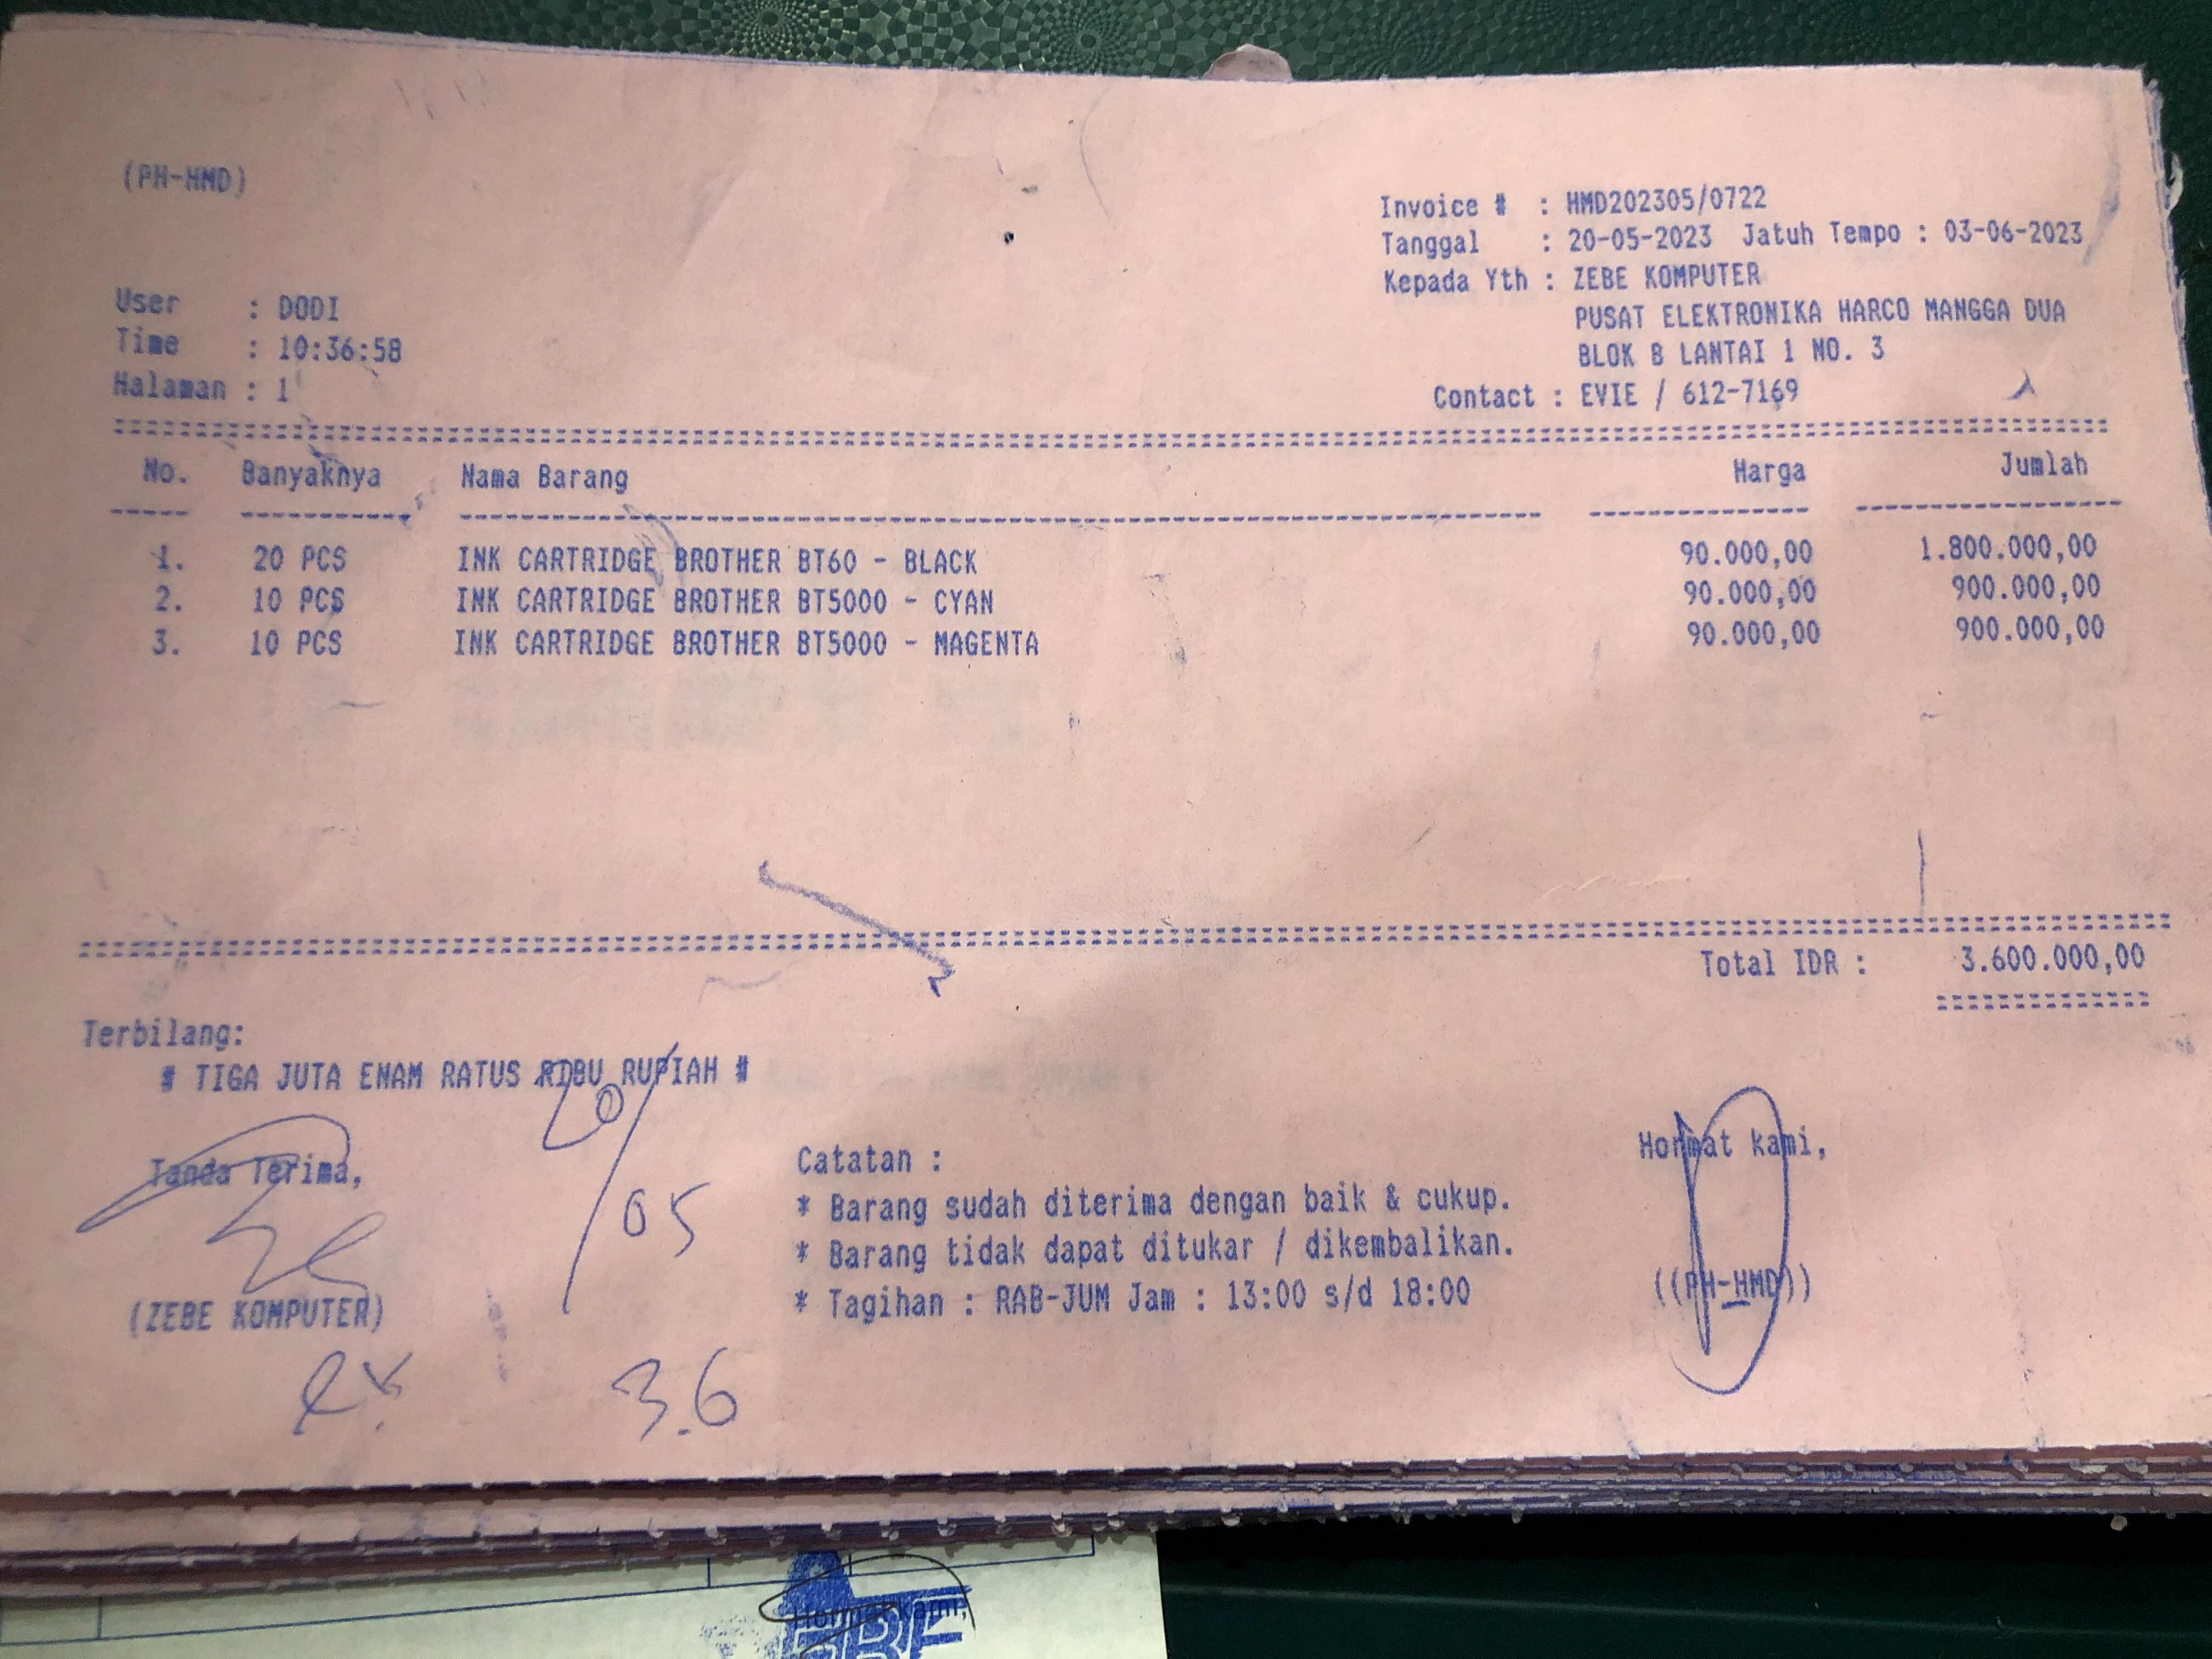 (PH-HMD)
Invoice # : HMD202305/0722
Tanggal : 20-05-2023 Jatuh Tempo : 03-06-2023
Kepada Yth : ZEBE KOMPUTER
PUSAT ELEKTRONIKA HARCO MANGGA DUA
BLOK B LANTAI 1 NO. 3
Contact : EVIE / 612-7169
User : DODI
Time : 10:36:58
Halaman : 1
No. Banyaknya Nama Barang Harga Jumlah
1. 20 PCS INK CARTRIDGE BROTHER BT60 - BLACK 90.000,00 1.800.000,00
2. 10 PCS INK CARTRIDGE BROTHER BT5000 - CYAN 90.000,00 900.000,00
3. 10 PCS INK CARTRIDGE BROTHER BT5000 - MAGENTA 90.000,00 900.000,00
Total IDR : 3.600.000,00
Terbilang:
# TIGA JUTA ENAM RATUS RIBU RUPIAH #
20/05
Tanda Terima,
(ZEBE KOMPUTER)
3.6
Catatan :
* Barang sudah diterima dengan baik & cukup.
* Barang tidak dapat ditukar / dikembalikan.
* Tagihan : RAB-JUM Jam : 13:00 s/d 18:00
Hormat kami,
((PH-HMD))
Hormat kami,